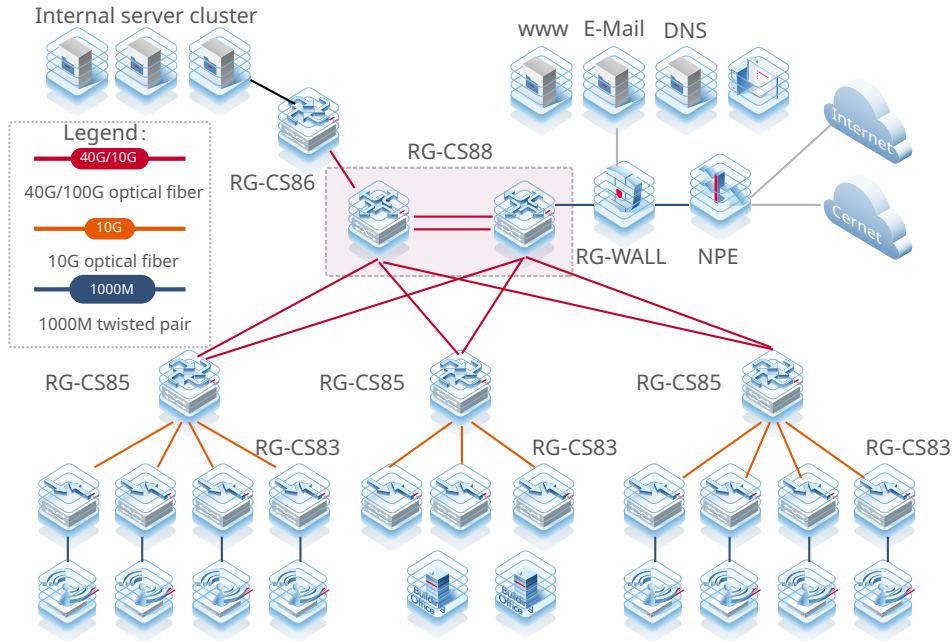 Internal server cluster
www
E-Mail
DNS
Legend:
40G/10G
40G/100G optical fiber
10G
10G optical fiber
1000M
1000M twisted pair
RG-CS86
RG-CS88
Internet
Cernet
RG-WALL
NPE
RG-CS85
RG-CS85
RG-CS85
RG-CS83
RG-CS83
RG-CS83
Building
Office
Building
Office